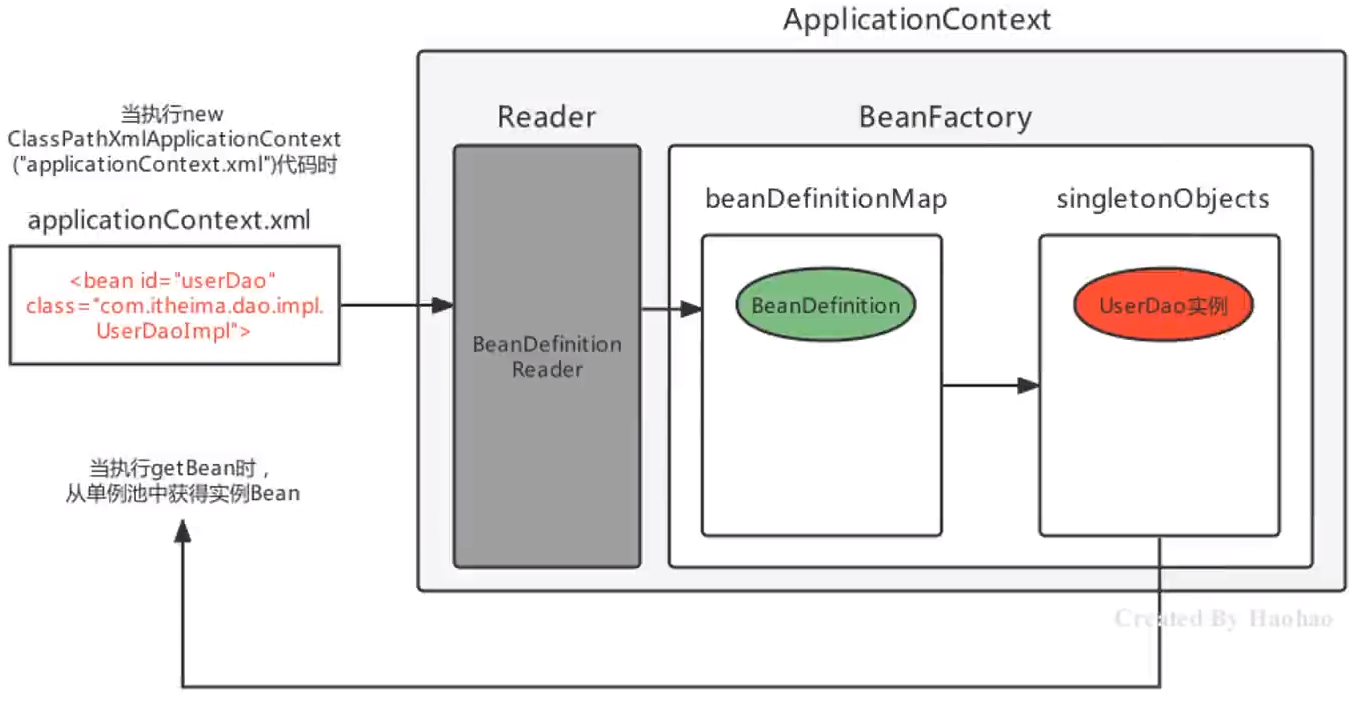 ApplicationContext
当执行new
ClassPathXmlApplicationContext
("applicationContext.xml")代码时
applicationContext.xml
<bean id="userDao"
class="com.itheima.dao.impl.
UserDaoImpl">
Reader
BeanDefinition
Reader
BeanFactory
beanDefinitionMap
BeanDefinition
singletonObjects
UserDao实例
当执行getBean时，
从单例池中获得实例Bean
Created By Haohao